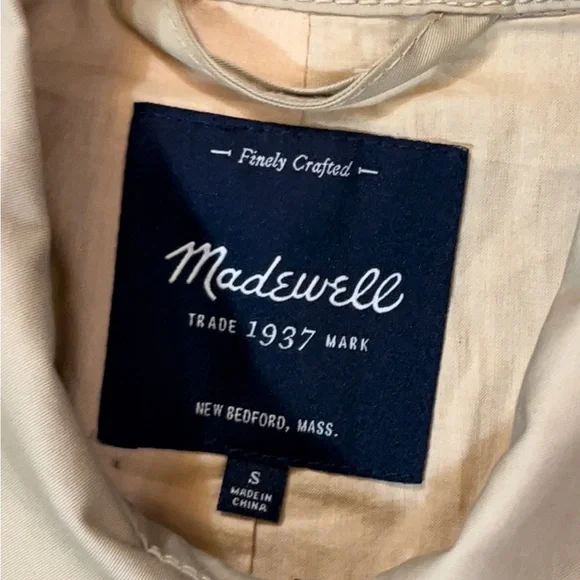 Finely Crafted
Madewell
TRADE 1937 MARK
NEW BEDFORD, MASS.
S
MADE IN
CHINA